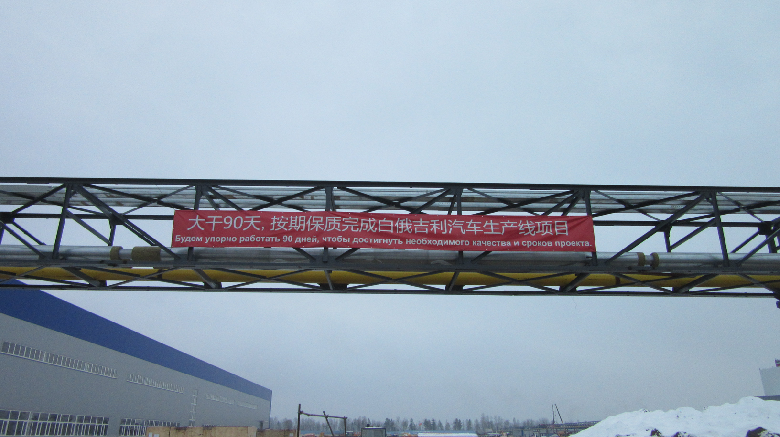 大干90天, 按期保质完成白俄吉利汽车生产线项目
Будем упорчо работать 90 дней, чтобы достигнуть необходимого качества и сроков проекта.